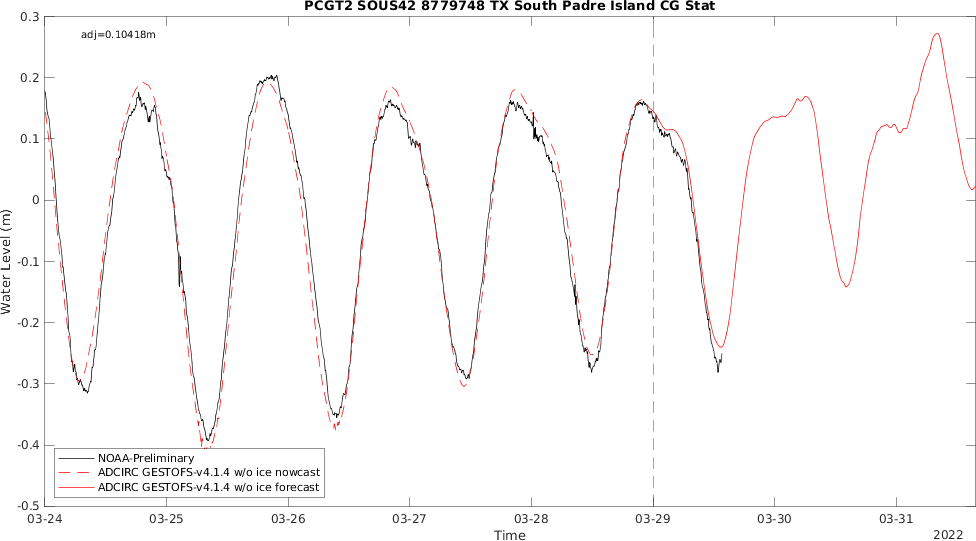 PCGT2 SOUS42 8779748 TX South Padre Island CG Stat
adj=0.10418m
0.3
0.2
0.1
0
-0.1
-0.2
-0.3
-0.4
-0.5
Water Level (m)
NOAA-Preliminary
ADCIRC GESTOFS-v4.1.4 w/o ice nowcast
ADCIRC GESTOFS-v4.1.4 w/o ice forecast
03-24 03-25 03-26 03-27 03-28 03-29 03-30 03-31
Time
2022